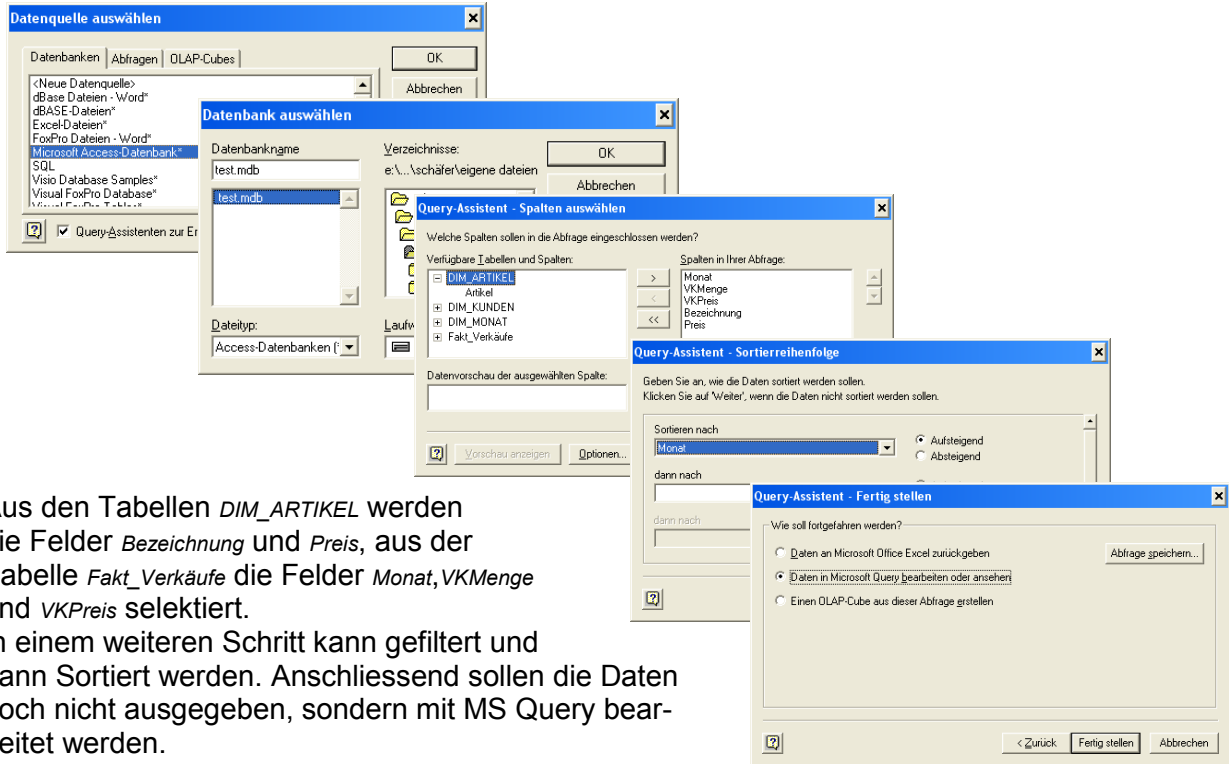 Datenquelle auswählen
Datenbanken
Abfragen
OLAP-Cubes
<Neue Datenquelle>
dBase Dateien - Word*
dBASE-Dateien*
Excel-Dateien*
FoxPro Dateien - Word*
Microsoft Access-Datenbank*
SQL
Visio Database Samples*
Visual FoxPro Database*
OK
Abbrechen
Query-Assistenten zur Er
Datenbank auswählen
Datenbankname
test.mdb
test.mdb
Dateityp:
Access-Datenbanken (*
Verzeichnisse:
e:\...\schäfer\eigene dateien
Laufw
OK
Abbrechen
Query-Assistent - Spalten auswählen
Welche Spalten sollen in die Abfrage eingeschlossen werden?
Verfügbare Tabellen und Spalten:
DIM_ARTIKEL
Artikel
DIM_KUNDEN
DIM_MONAT
Fakt_Verkäufe
>
<
<<
Spalten in Ihrer Abfrage:
Monat
VKMenge
VKPreis
Bezeichnung
Preis
Datenvorschau der ausgewählten Spalte:
Vorschau anzeigen
Optionen...
Query-Assistent - Sortierreihenfolge
Geben Sie an, wie die Daten sortiert werden sollen.
Klicken Sie auf 'Weiter', wenn die Daten nicht sortiert werden sollen.
Sortieren nach
Monat
Aufsteigend
Absteigend
dann nach
dann nach
Query-Assistent - Fertig stellen
Wie soll fortgefahren werden?
Daten an Microsoft Office Excel zurückgeben
Daten in Microsoft Query bearbeiten oder ansehen
Einen OLAP-Cube aus dieser Abfrage erstellen
Abfrage speichern...
< Zurück
Fertig stellen
Abbrechen
Aus den Tabellen DIM_ARTIKEL werden
ie Felder Bezeichnung und Preis, aus der
abelle Fakt_Verkäufe die Felder Monat,VKMenge
nd VKPreis selektiert.
n einem weiteren Schritt kann gefiltert und
ann Sortiert werden. Anschliessend sollen die Daten
och nicht ausgegeben, sondern mit MS Query bear-
eitet werden.